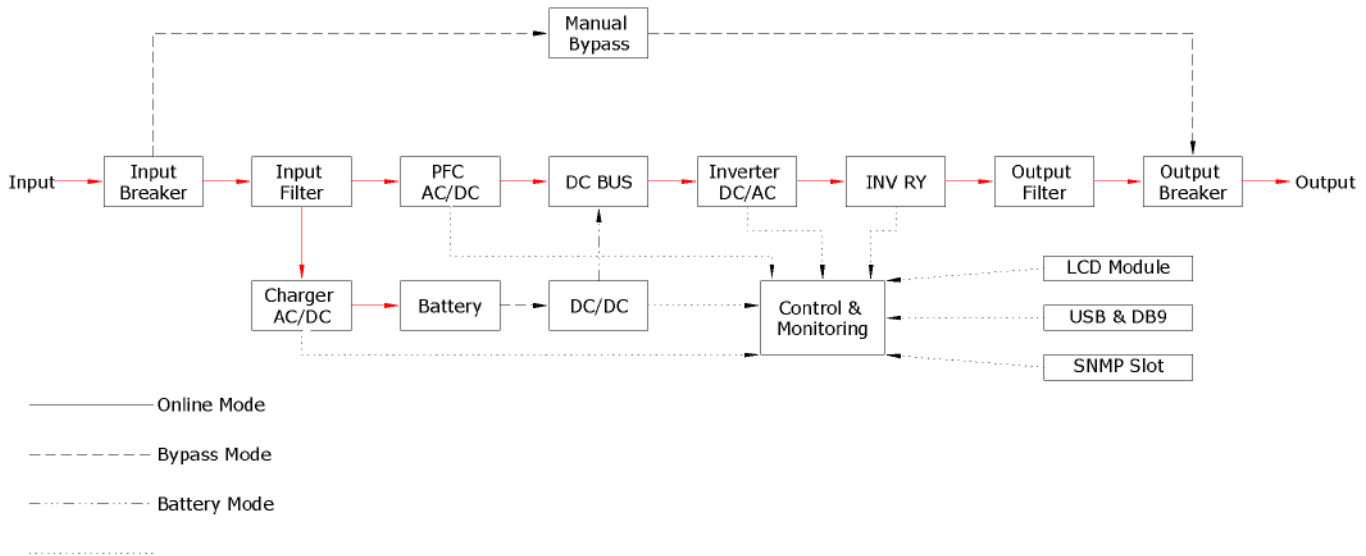 Manual
Bypass
Input
Input
Breaker
Input
Filter
PFC
AC/DC
DC BUS
Inverter
DC/AC
INV RY
Output
Filter
Output
Breaker
Output
Charger
AC/DC
Battery
DC/DC
Control &
Monitoring
LCD Module
USB & DB9
SNMP Slot
Online Mode
Bypass Mode
Battery Mode